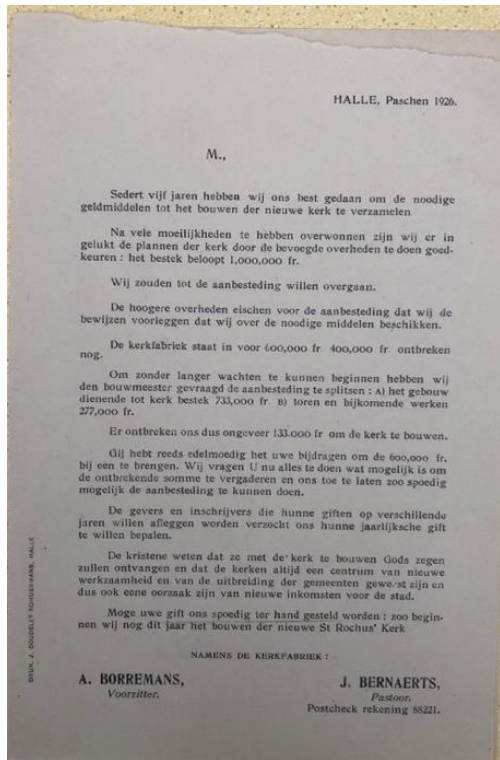 HALLE, Paschen 1926.
M.,
Sedert vijf jaren hebben wij ons best gedaan om de noodige
geldmiddelen tot het bouwen der nieuwe kerk te verzamelen
Na vele moeilijkheden te hebben overwonnen zijn wij er in
gelukt de plannen der kerk door de bevoegde overheden te doen goed-
keuren : het bestek beloopt 1,000,000 fr.
Wij zouden tot de aanbesteding willen overgaan.
De hoogere overheden eischen voor de aanbesteding dat wij de
bewijzen voorleggen dat wij over de noodige middelen beschikken.
De kerkfabriek staat in voor 600,000 fr 400,000 fr ontbreken
nog.
Om zonder langer wachten te kunnen beginnen hebben wij
den bouwmeester gevraagd de aanbesteding te splitsen : A) het gebouw
dienende tot kerk bestek 733,000 fr B) toren en bijkomende werken
277,000 fr.
Er ontbreken ons dus ongeveer 133.000 fr om de kerk te bouwen.
Gij hebt reeds edelmoedig het uwe bijdragen om de 600,000 fr.
bij een te brengen. Wij vragen U nu alles te doen wat mogelijk is om
de ontbrekende somme te vergaderen en ons toe te laten zoo spoedig
mogelijk de aanbesteding te kunnen doen.
De gevers en inschrijvers die hunne giften op verschillende
jaren willen afleggen worden verzocht ons hunne jaarlijksche gift
te willen bepalen.
De kristene weten dat ze met de kerk te bouwen Gods zegen
zullen ontvangen en dat de kerken altijd een centrum van nieuwe
werkzaamheid en van de uitbreiding der gemeenten geweest zijn en
dus ook eene oorzaak zijn van nieuwe inkomsten voor de stad.
Moge uwe gift ons spoedig ter hand gesteld worden : zoo begin-
nen wij nog dit jaar het bouwen der nieuwe St Rochus' Kerk
NAMENS DE KERKFABRIEK :
A. BORREMANS,
Voorzitter.
J. BERNAERTS,
Pastoor.
Postcheck rekening 88221.
DRUK. J. DOUDELET HALLE